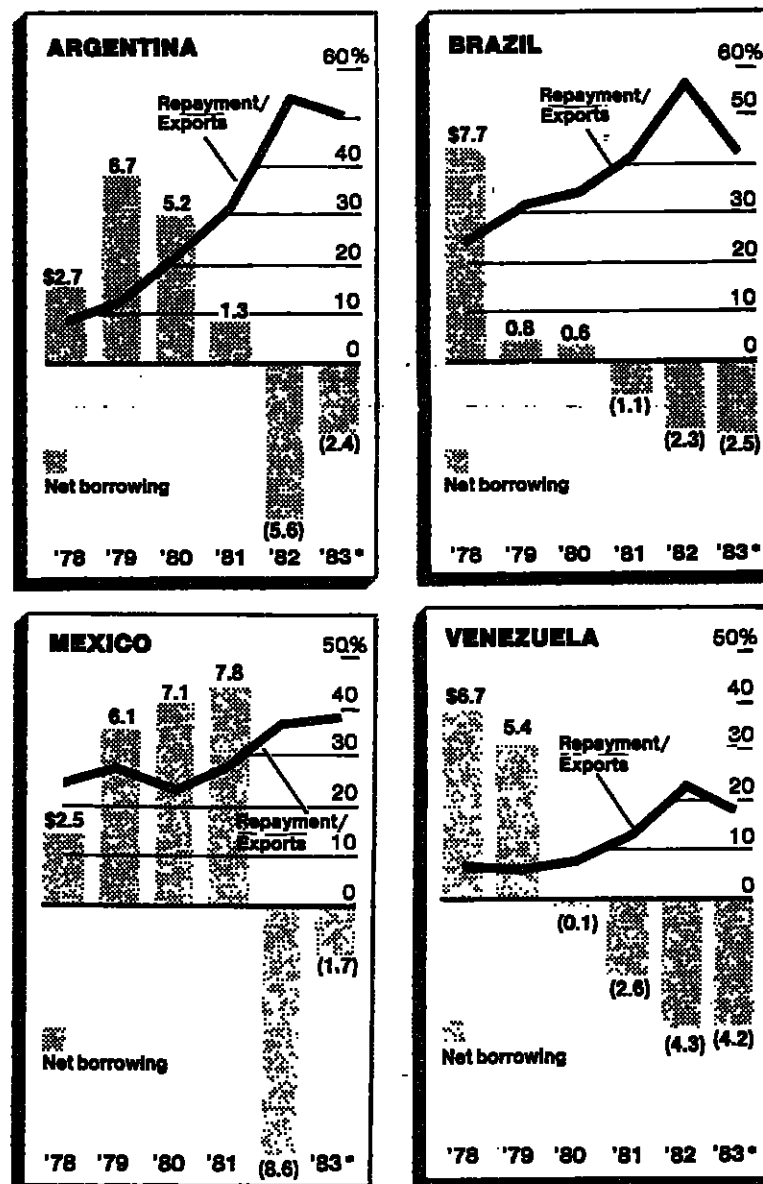 ARGENTINA
60%
Repayment/
Exports
6.7
40
5.2
30
$2.7
20
1.3
10
0
(2.4)
Net borrowing
(5.6)
'78 '79 '80 '81 '82 '83*
BRAZIL
60%
Repayment/
Exports
50
$7.7
30
20
10
0.8
0.6
0
(1.1)
(2.3) (2.5)
Net borrowing
'78 '79 '80 '81 '82 '83*
MEXICO
50%
7.8
7.1
40
6.1
30
20
$2.5
Repayment/
Exports
10
0
(1.7)
Net borrowing
'78 '79 '80 '81 (8.6) '83*
VENEZUELA
50%
$6.7
40
5.4
Repayment/
Exports
30
20
10
0
(0.1)
(2.6)
(4.3) (4.2)
Net borrowing
'78 '79 '80 '81 '82 '83*